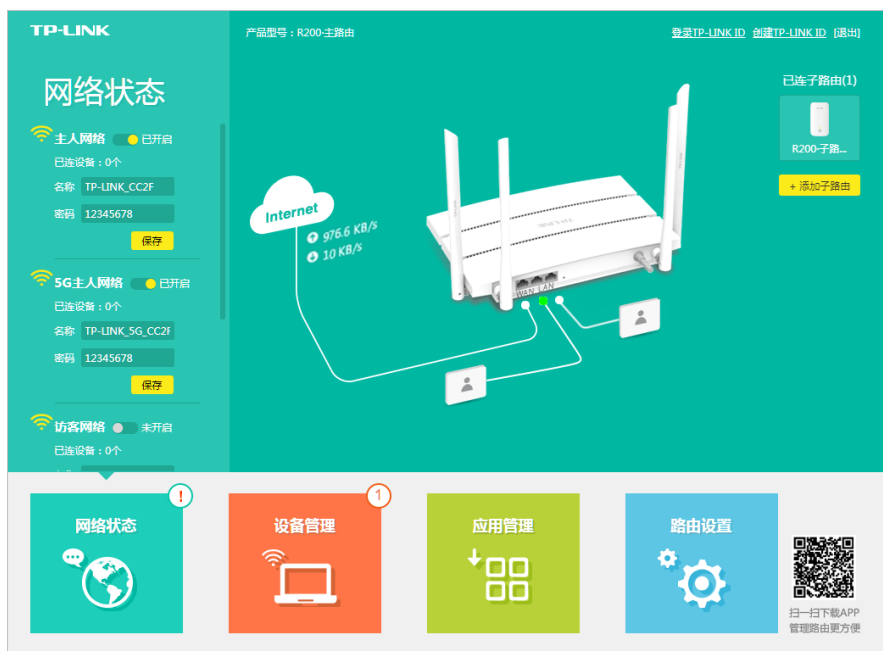 TP-LINK
产品型号：R200-主路由
登录TP-LINK ID 创建TP-LINK ID [退出]
网络状态
主人网络 已开启
已连设备：0个
名称 TP-LINK_CC2F
密码 12345678
保存
5G主人网络 已开启
已连设备：0个
名称 TP-LINK_5G_CC2F
密码 12345678
保存
访客网络 未开启
已连设备：0个
Internet
976.6 KB/s
10 KB/s
TP-LINK
WAN LAN
已连子路由(1)
R200-子路...
+ 添加子路由
!
网络状态
1
设备管理
应用管理
路由设置
扫一扫下载APP
管理路由更方便